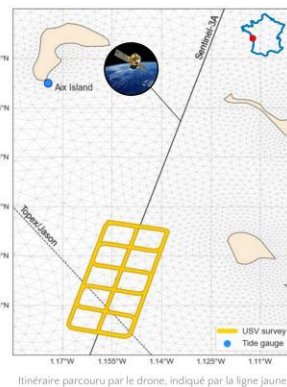 Sentinel-3A
Aix Island
Topex/Jason
USV survey
Tide gauge
1.17°W
1.155°W
1.14°W
1.125°W
1.11°W
Itinéraire parcouru par le drone, indiqué par la ligne jaune